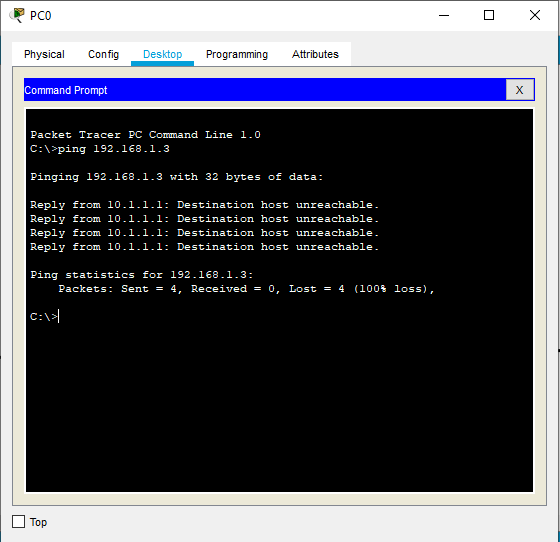 PC0
Physical Config Desktop Programming Attributes
Command Prompt X
Packet Tracer PC Command Line 1.0
C:\>ping 192.168.1.3
Pinging 192.168.1.3 with 32 bytes of data:
Reply from 10.1.1.1: Destination host unreachable.
Reply from 10.1.1.1: Destination host unreachable.
Reply from 10.1.1.1: Destination host unreachable.
Reply from 10.1.1.1: Destination host unreachable.
Ping statistics for 192.168.1.3:
    Packets: Sent = 4, Received = 0, Lost = 4 (100% loss),
C:\>
Top